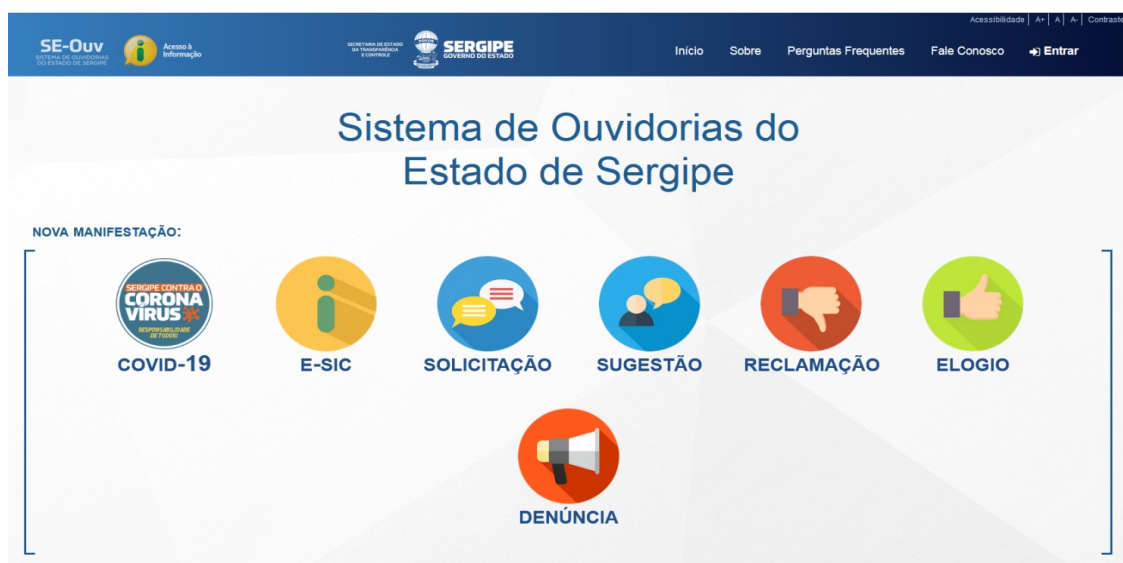 Acessibilidade | A+ | A | A- | Contraste
SE-Ouv
SISTEMA DE OUVIDORIAS
DO ESTADO DE SERGIPE
Acesso à
Informação
SECRETARIA DE ESTADO
DA TRANSPARÊNCIA
E CONTROLE
SERGIPE
GOVERNO DO ESTADO
Início Sobre Perguntas Frequentes Fale Conosco Entrar
Sistema de Ouvidorias do
Estado de Sergipe
NOVA MANIFESTAÇÃO:
SERGIPE CONTRA O
CORONA
VÍRUS
RESPONSABILIDADE
DE TODOS!
COVID-19 E-SIC SOLICITAÇÃO SUGESTÃO RECLAMAÇÃO ELOGIO
DENÚNCIA